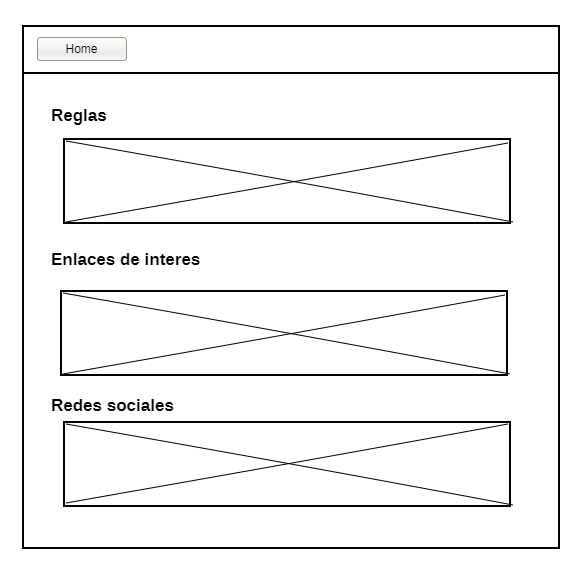 Home
Reglas
Enlaces de interes
Redes sociales